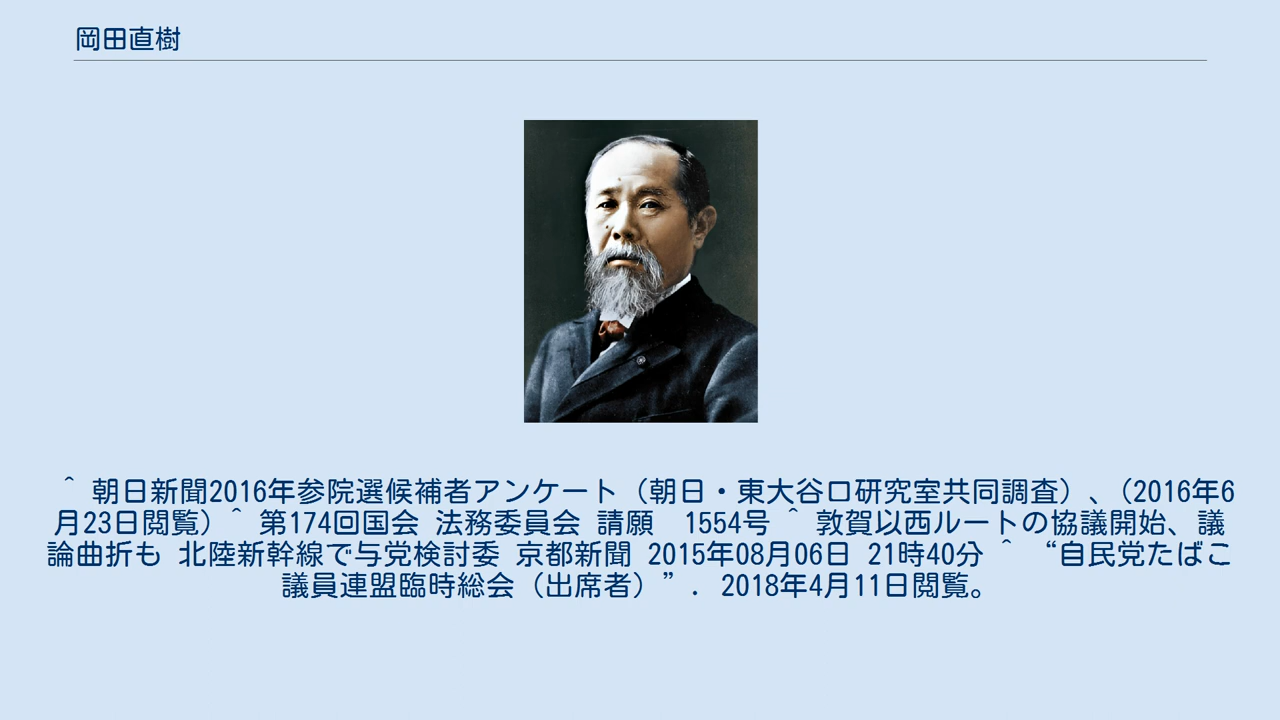 岡田直樹
^ 朝日新聞2016年参院選候補者アンケート（朝日・東大谷口研究室共同調査）、（2016年6
月23日閲覧）^ 第174回国会 法務委員会 請願　1554号 ^ 敦賀以西ルートの協議開始、議
論曲折も 北陸新幹線で与党検討委 京都新聞 2015年08月06日 21時40分 ^ “自民党たばこ
議員連盟臨時総会（出席者）”. 2018年4月11日閲覧。